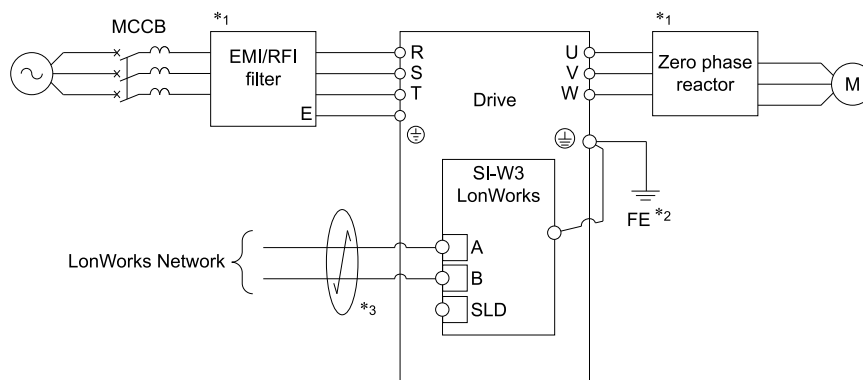 MCCB
*1
EMI/RFI
filter
E
R
S
T
Drive
U
V
W
*1
Zero phase
reactor
M
SI-W3
LonWorks
FE *2
LonWorks Network
*3
A
B
SLD